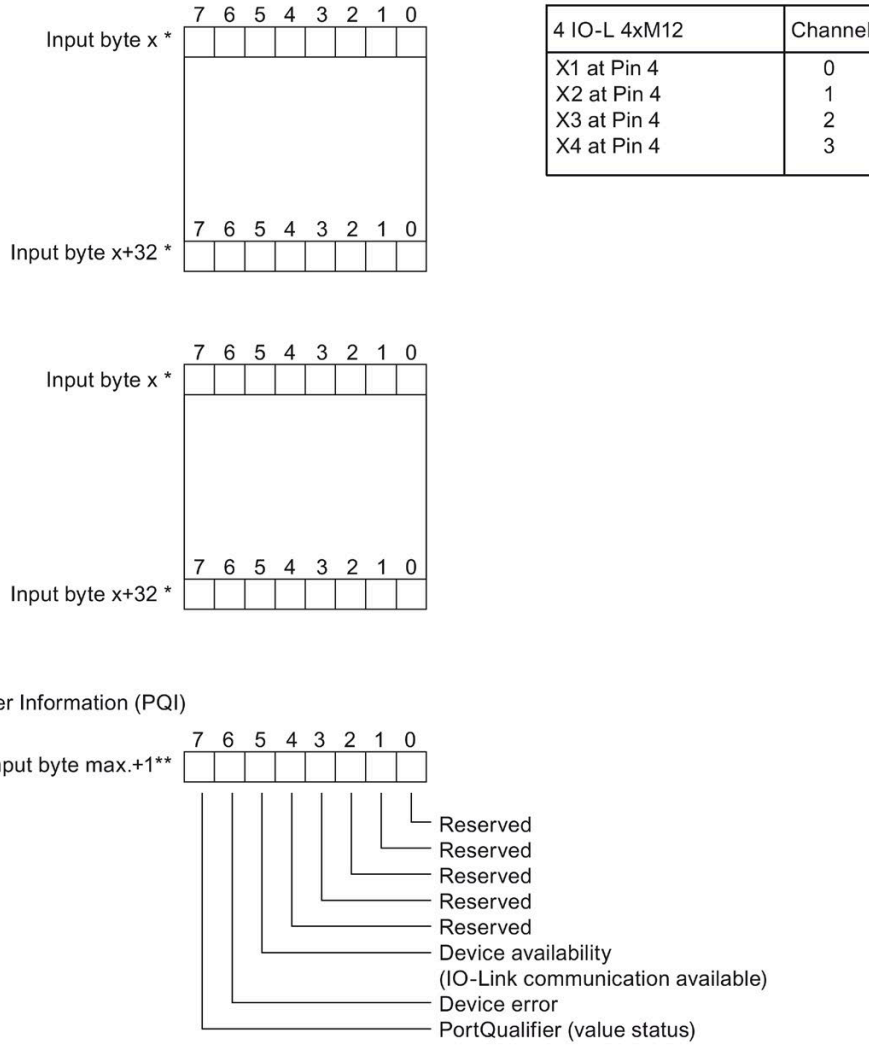 7 6 5 4 3 2 1 0
Input byte x *
7 6 5 4 3 2 1 0
Input byte x+32 *
4 IO-L 4xM12 Channel
X1 at Pin 4 0
X2 at Pin 4 1
X3 at Pin 4 2
X4 at Pin 4 3
7 6 5 4 3 2 1 0
Input byte x *
7 6 5 4 3 2 1 0
Input byte x+32 *
er Information (PQI)
7 6 5 4 3 2 1 0
nput byte max.+1**
Reserved
Reserved
Reserved
Reserved
Reserved
Device availability
(IO-Link communication available)
Device error
PortQualifier (value status)